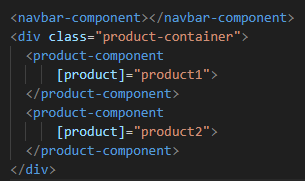 <navbar-component></navbar-component>
<div class="product-container">
  <product-component
      [product]="product1">
  </product-component>
  <product-component
      [product]="product2">
  </product-component>
</div>